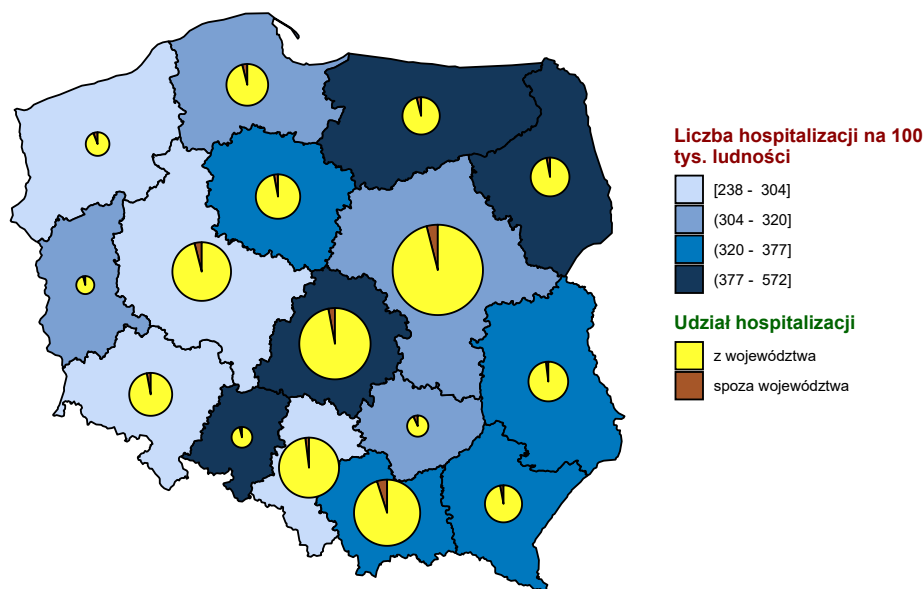 Liczba hospitalizacji na 100
tys. ludności
[238 - 304]
(304 - 320]
(320 - 377]
(377 - 572]
Udział hospitalizacji
z województwa
spoza województwa